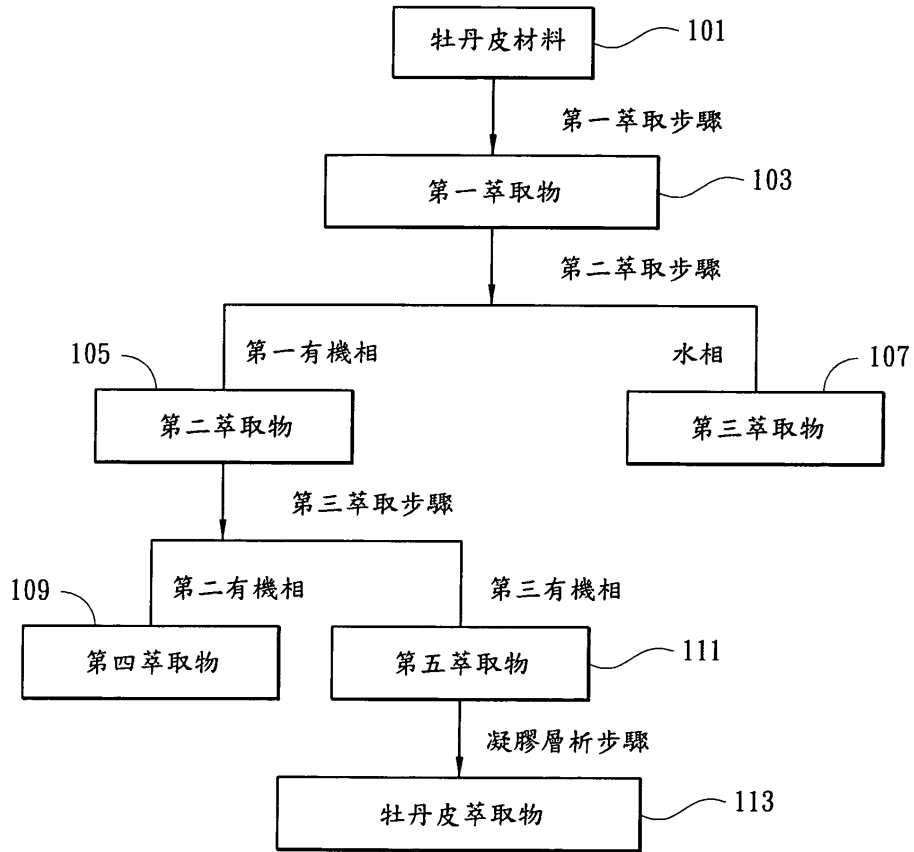 牡丹皮材料
101
第一萃取步驟
第一萃取物
103
第二萃取步驟
105
第一有機相
水相
107
第二萃取物
第三萃取物
第三萃取步驟
109
第二有機相
第三有機相
第四萃取物
第五萃取物
111
凝膠層析步驟
牡丹皮萃取物
113